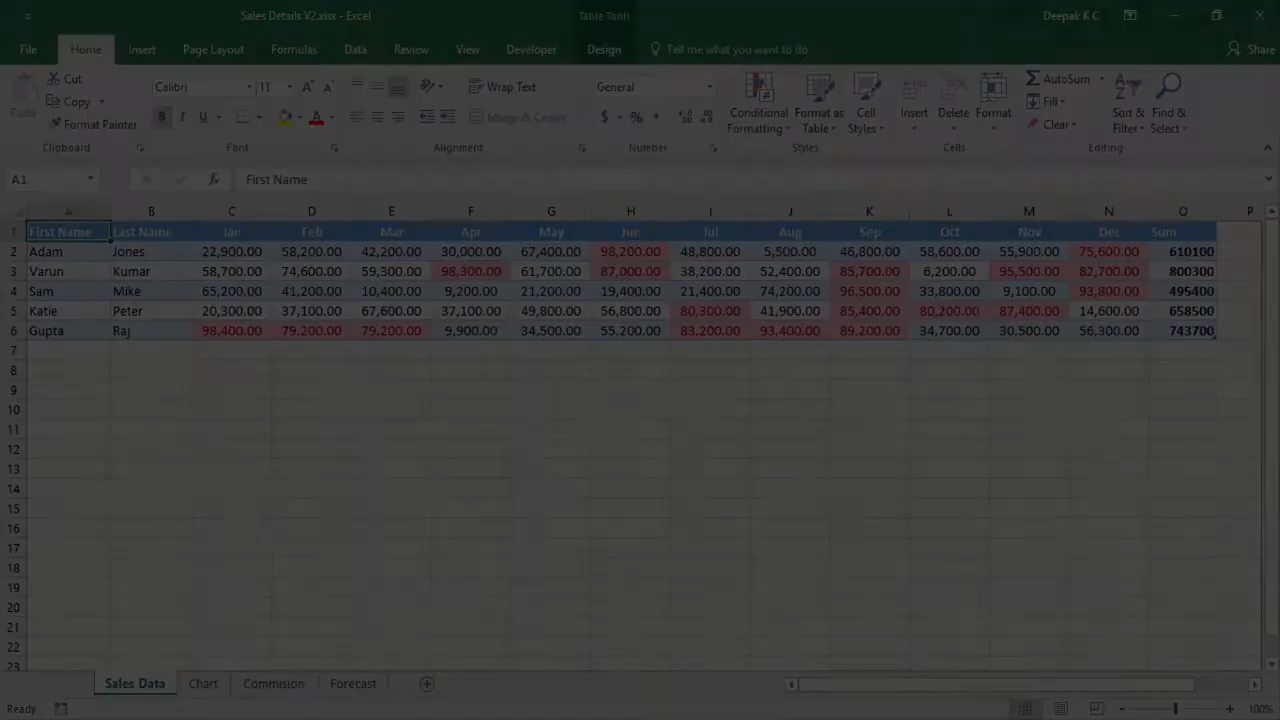 Sales Details V2.xlsx - Excel Table Tools Deepak K C
File Home Insert Page Layout Formulas Data Review View Developer Design Tell me what you want to do Share
Cut
Copy
Format Painter
Paste
Clipboard
Calibri 11
B I U
Font
Wrap Text
Merge & Center
Alignment
General
$ %
Number
Conditional Formatting
Format as Table
Cell Styles
Styles
Insert Delete Format
Cells
AutoSum
Fill
Clear
Sort & Filter
Find & Select
Editing
A1 fx First Name
A B C D E F G H I J K L M N O P
1 First Name Last Name Jan Feb Mar Apr May Jun Jul Aug Sep Oct Nov Dec Sum
2 Adam Jones 22,900.00 58,200.00 42,200.00 30,000.00 67,400.00 98,200.00 48,800.00 5,500.00 46,800.00 58,600.00 55,900.00 75,600.00 610100
3 Varun Kumar 58,700.00 74,600.00 59,300.00 98,300.00 61,700.00 87,000.00 38,200.00 52,400.00 85,700.00 6,200.00 95,500.00 82,700.00 800300
4 Sam Mike 65,200.00 41,200.00 10,400.00 9,200.00 21,200.00 19,400.00 21,400.00 74,200.00 96,500.00 33,800.00 9,100.00 93,800.00 495400
5 Katie Peter 20,300.00 37,100.00 67,600.00 37,100.00 49,800.00 56,800.00 80,300.00 41,900.00 85,400.00 80,200.00 87,400.00 14,600.00 658500
6 Gupta Raj 98,400.00 79,200.00 79,200.00 9,900.00 34,500.00 55,200.00 83,200.00 93,400.00 89,200.00 34,700.00 30,500.00 56,300.00 743700
7
8
9
10
11
12
13
14
15
16
17
18
19
20
21
22
23
Sales Data Chart Commision Forecast
Ready 100%